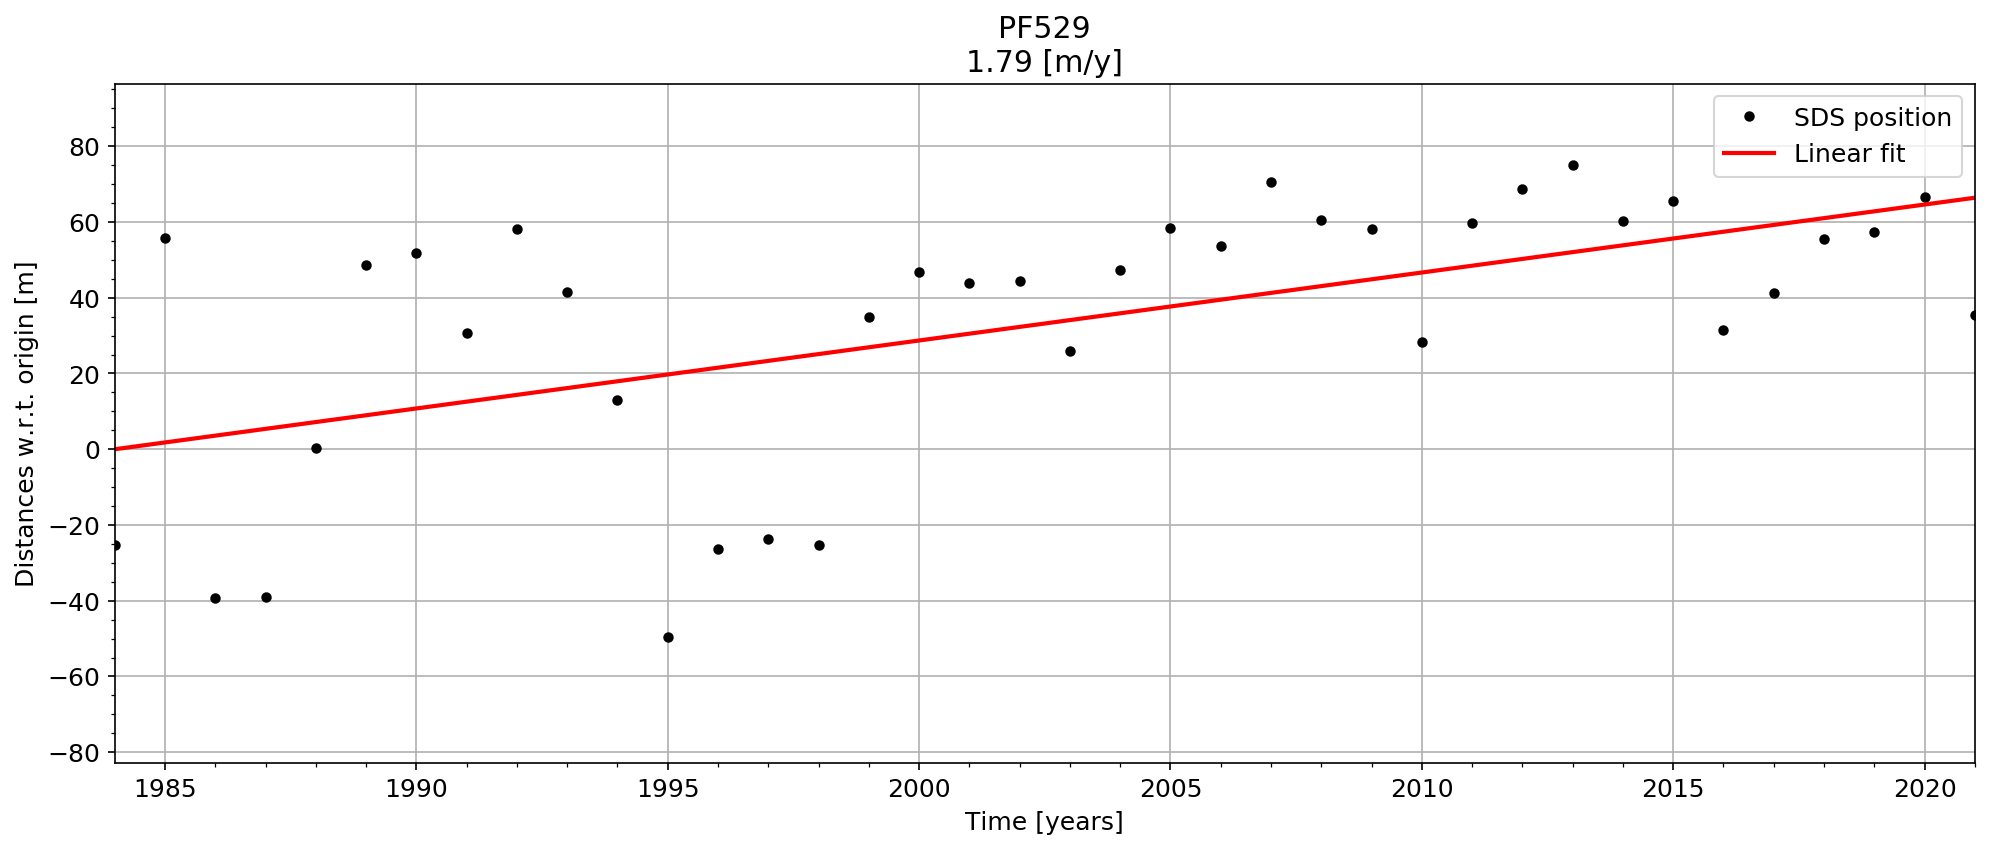 PF529
1.79 [m/y]
SDS position
Linear fit
Distances w.r.t. origin [m]
80
60
40
20
0
−20
−40
−60
−80
1985 1990 1995 2000 2005 2010 2015 2020
Time [years]